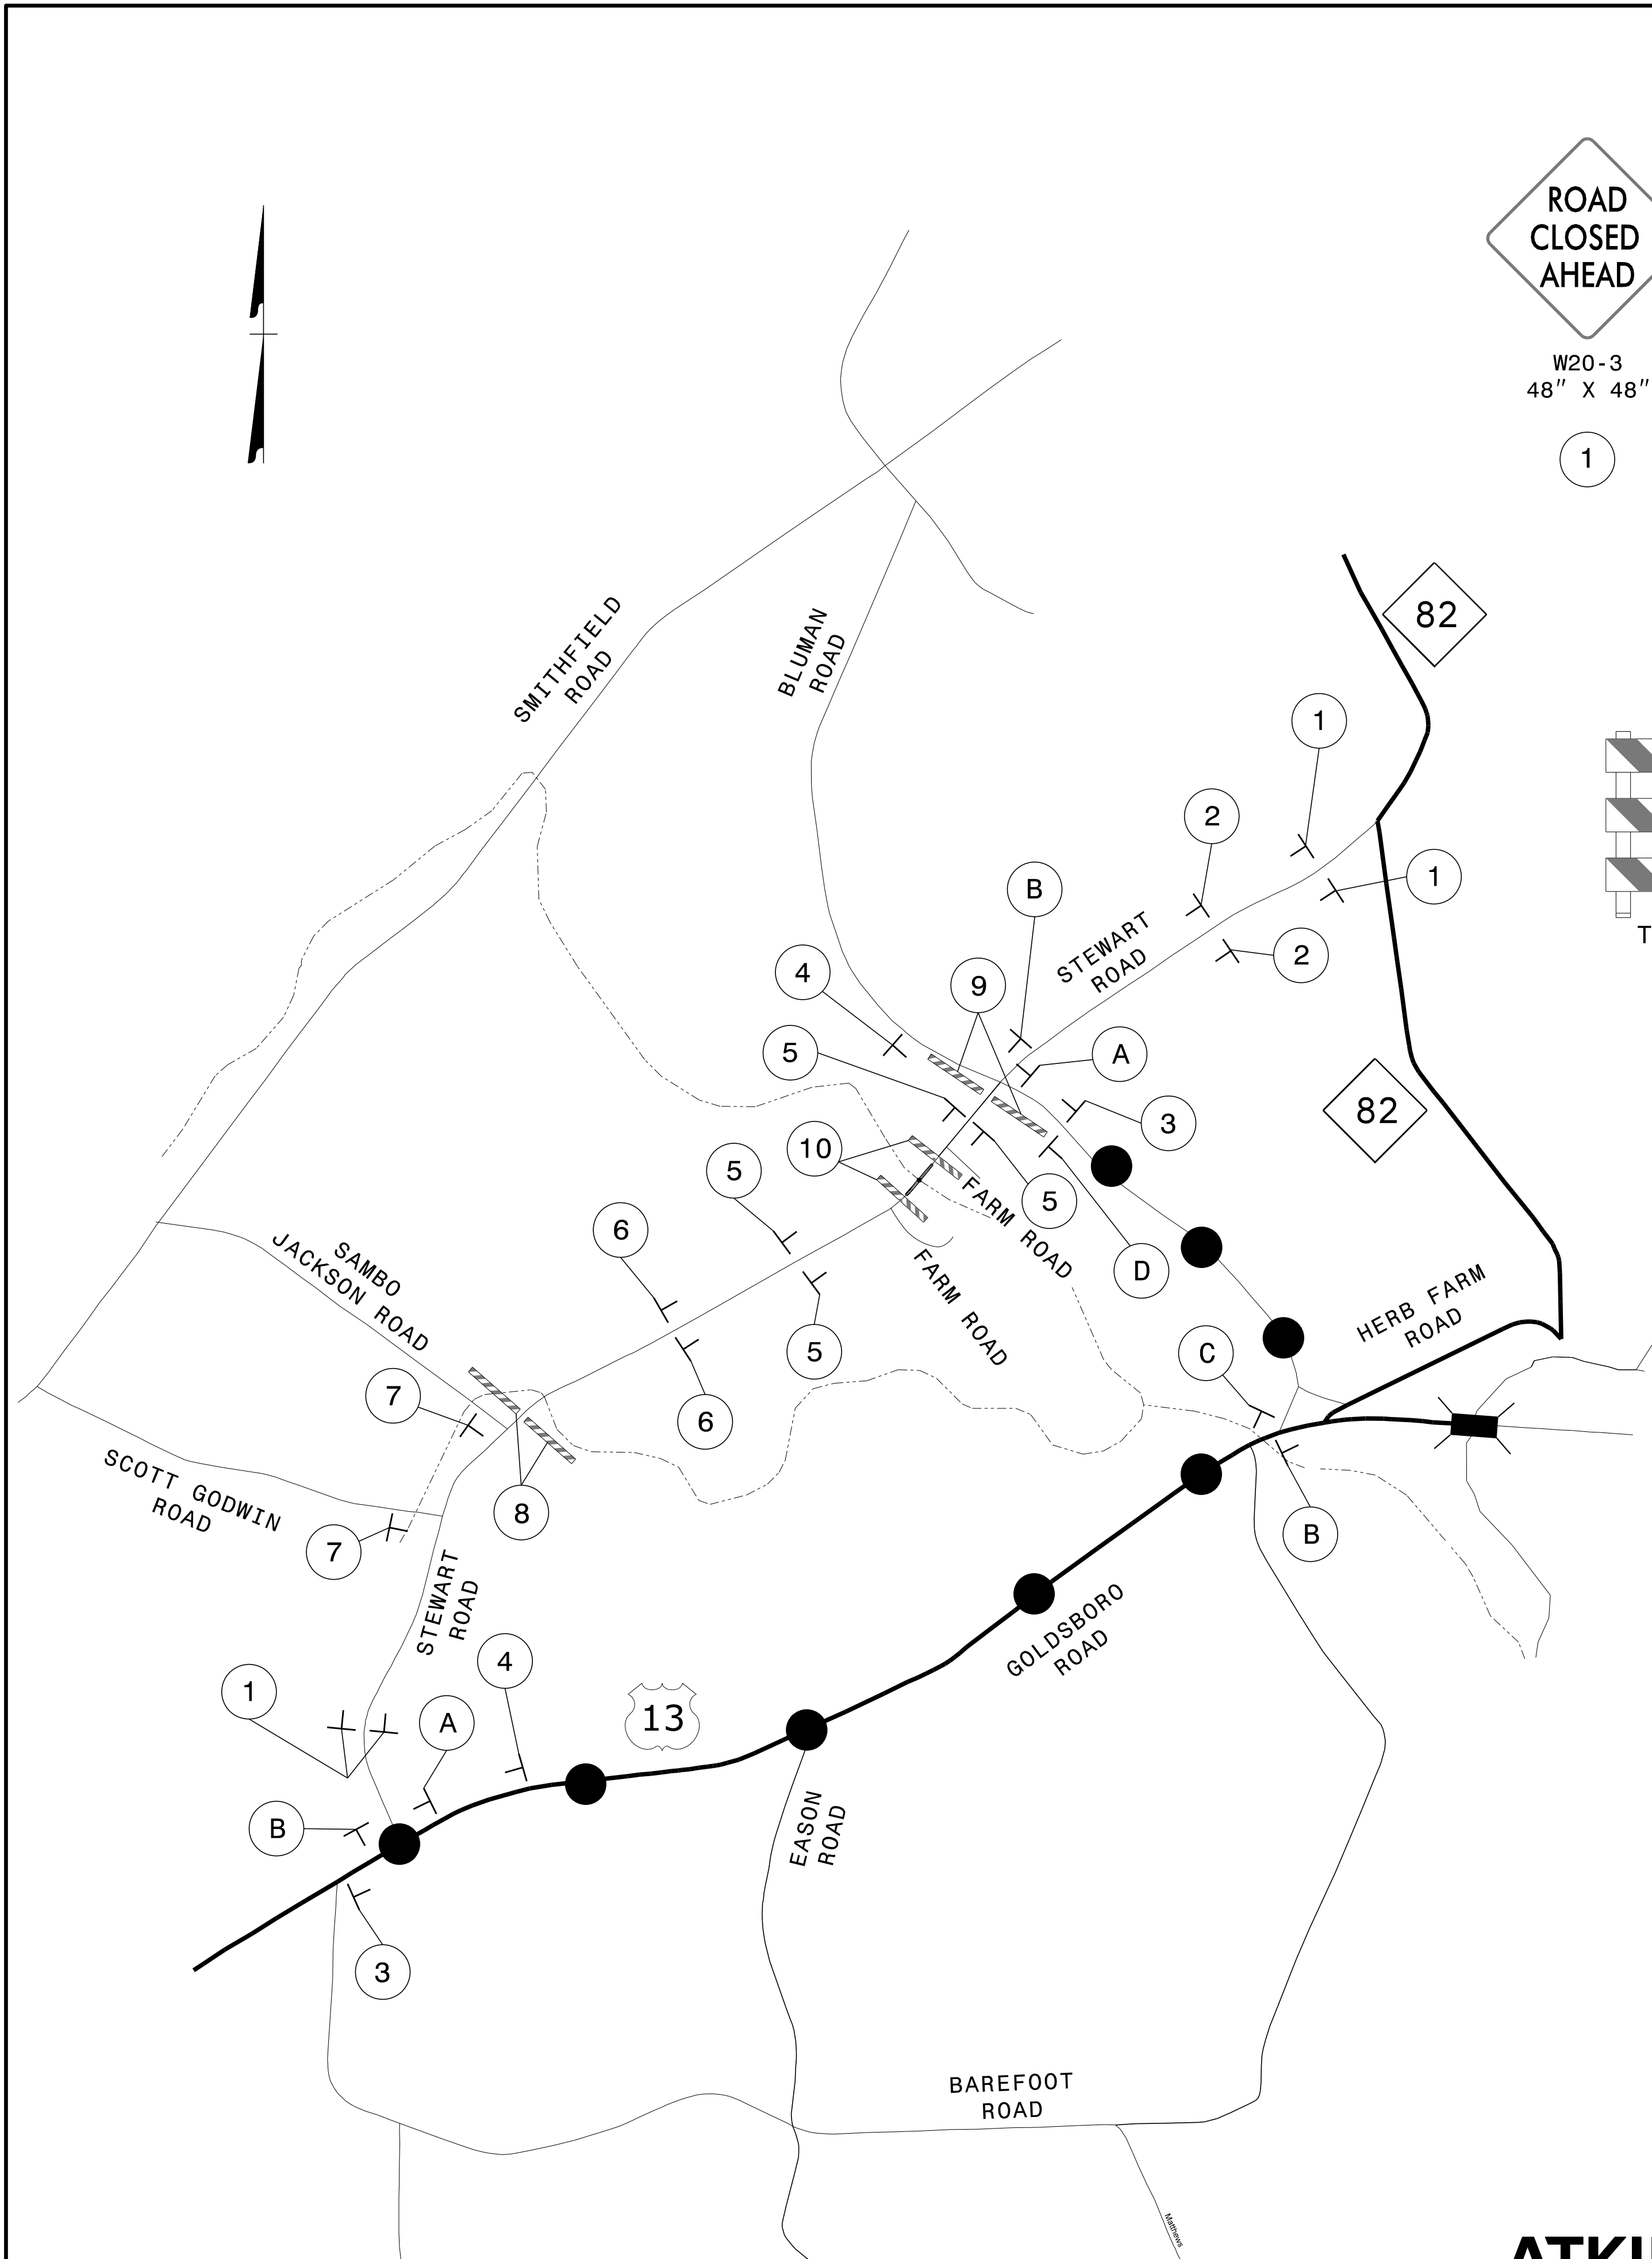 ROAD
CLOSED
AHEAD
W20-3
48" X 48"
1
82
SMITHFIELD
ROAD
BLUMAN
ROAD
1
2
1
B
STEWART
ROAD
2
4
9
5
A
3
82
10
5
FARM ROAD
5
6
D
SAMBO
JACKSON ROAD
FARM ROAD
HERB FARM
ROAD
5
C
7
6
SCOTT GODWIN
ROAD
8
B
7
STEWART
ROAD
GOLDSBORO
ROAD
4
1
A
13
B
EASON
ROAD
3
BAREFOOT
ROAD
Matthews